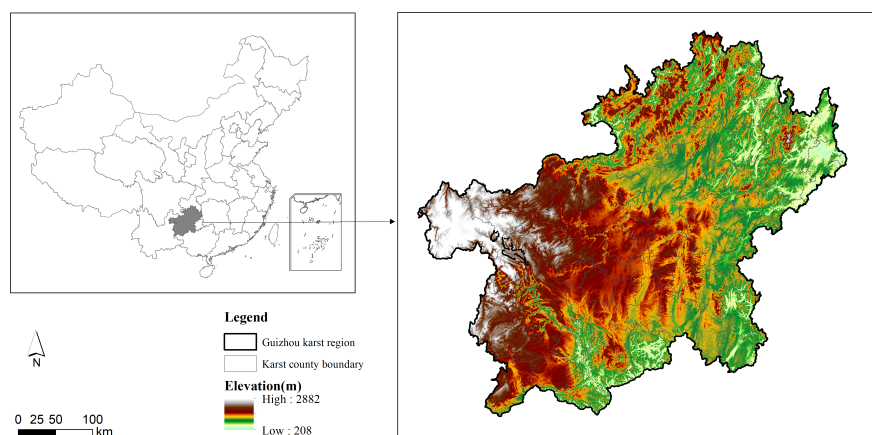 Legend
Guizhou karst region
Karst county boundary
Elevation(m)
High : 2882
Low : 208
N
0 25 50 100
km